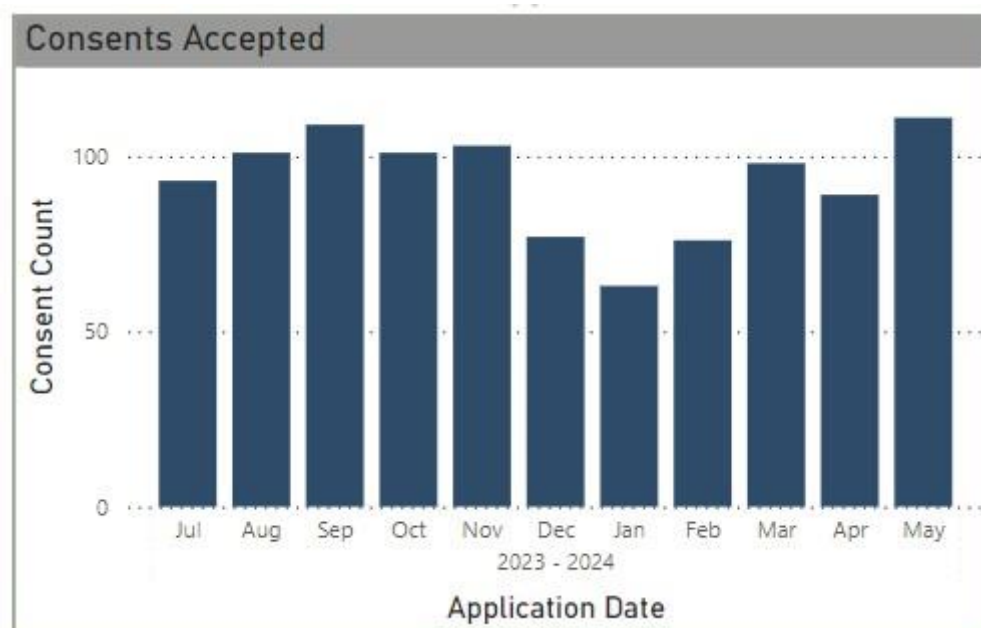 Consents Accepted
Consent Count
100
50
0
Jul Aug Sep Oct Nov Dec Jan Feb Mar Apr May
2023 - 2024
Application Date